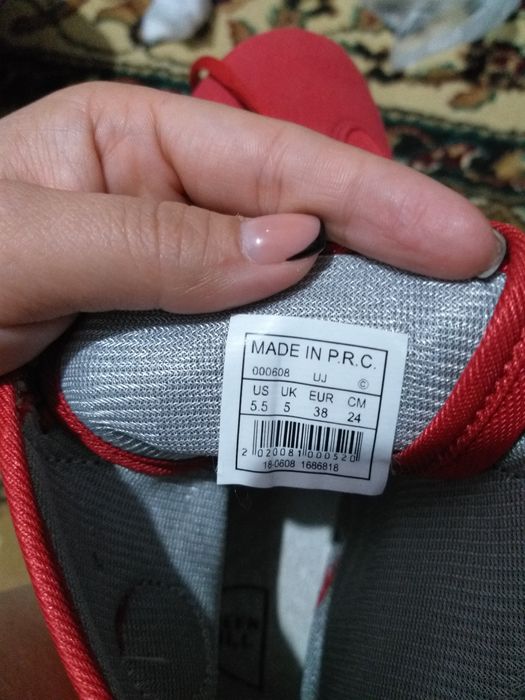 MADE IN P.R.C.
000608 UJ ©
US UK EUR CM
5.5 5 38 24
2 020081 000520
18-0608 1686818